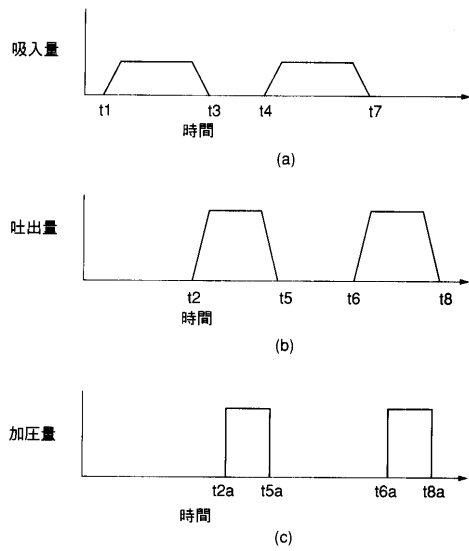 吸入量
t1 t3 t4 t7
時間
(a)
吐出量
t2 t5 t6 t8
時間
(b)
加圧量
t2a t5a t6a t8a
時間
(c)